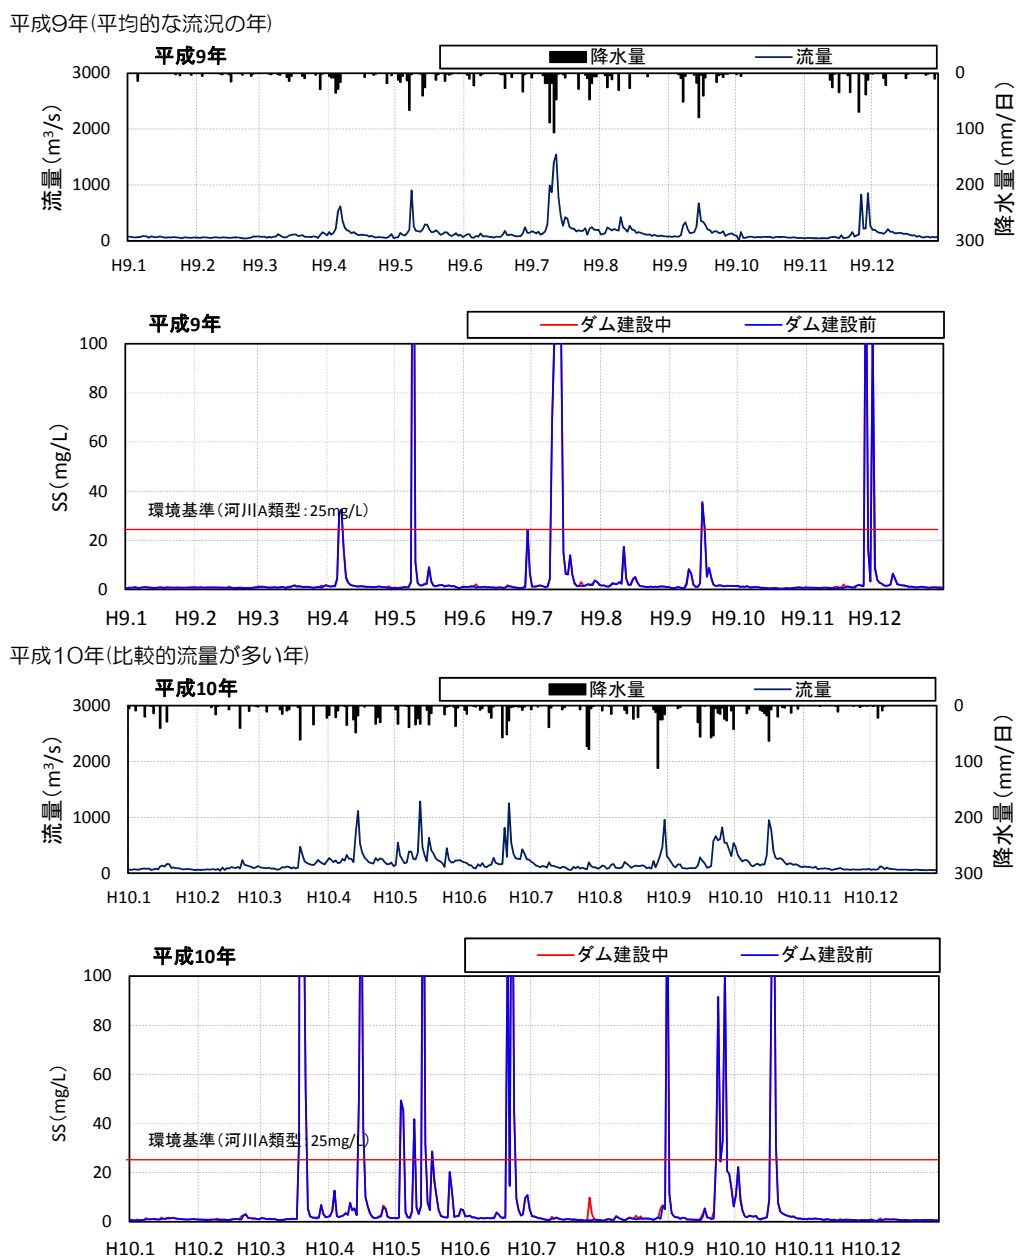 平成9年(平均的な流況の年)
平成9年
降水量 流量
3000 0
2000 100
1000 200
0 300
流量(m³/s)
降水量(mm/日)
H9.1 H9.2 H9.3 H9.4 H9.5 H9.6 H9.7 H9.8 H9.9 H9.10 H9.11 H9.12
平成9年
ダム建設中 ダム建設前
100
80
60
40
20
0
SS(mg/L)
環境基準(河川A類型:25mg/L)
H9.1 H9.2 H9.3 H9.4 H9.5 H9.6 H9.7 H9.8 H9.9 H9.10 H9.11 H9.12
平成10年(比較的流量が多い年)
平成10年
降水量 流量
3000 0
2000 100
1000 200
0 300
流量(m³/s)
降水量(mm/日)
H10.1 H10.2 H10.3 H10.4 H10.5 H10.6 H10.7 H10.8 H10.9 H10.10 H10.11 H10.12
平成10年
ダム建設中 ダム建設前
100
80
60
40
20
0
SS(mg/L)
環境基準(河川A類型:25mg/L)
H10.1 H10.2 H10.3 H10.4 H10.5 H10.6 H10.7 H10.8 H10.9 H10.10 H10.11 H10.12